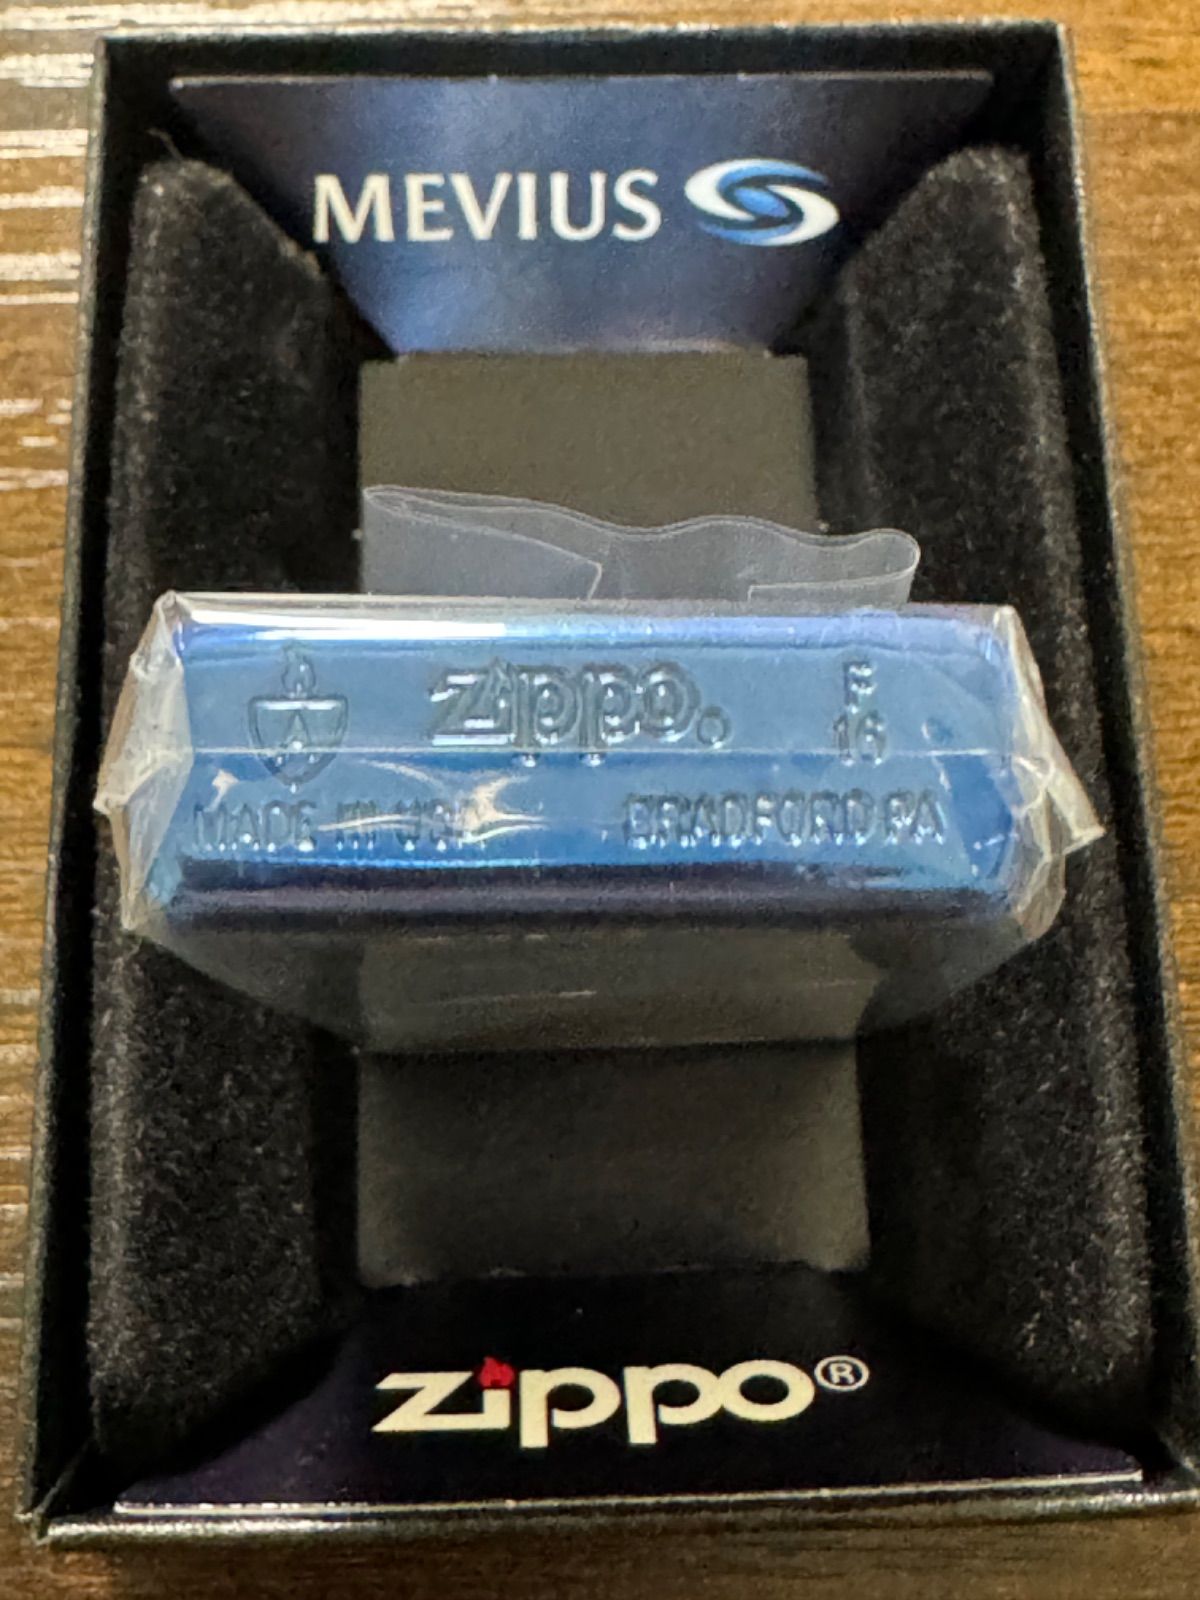 MEVIUS
zippo.
F
16
A
MADE IN USA
BRADFORD PA
zippo®